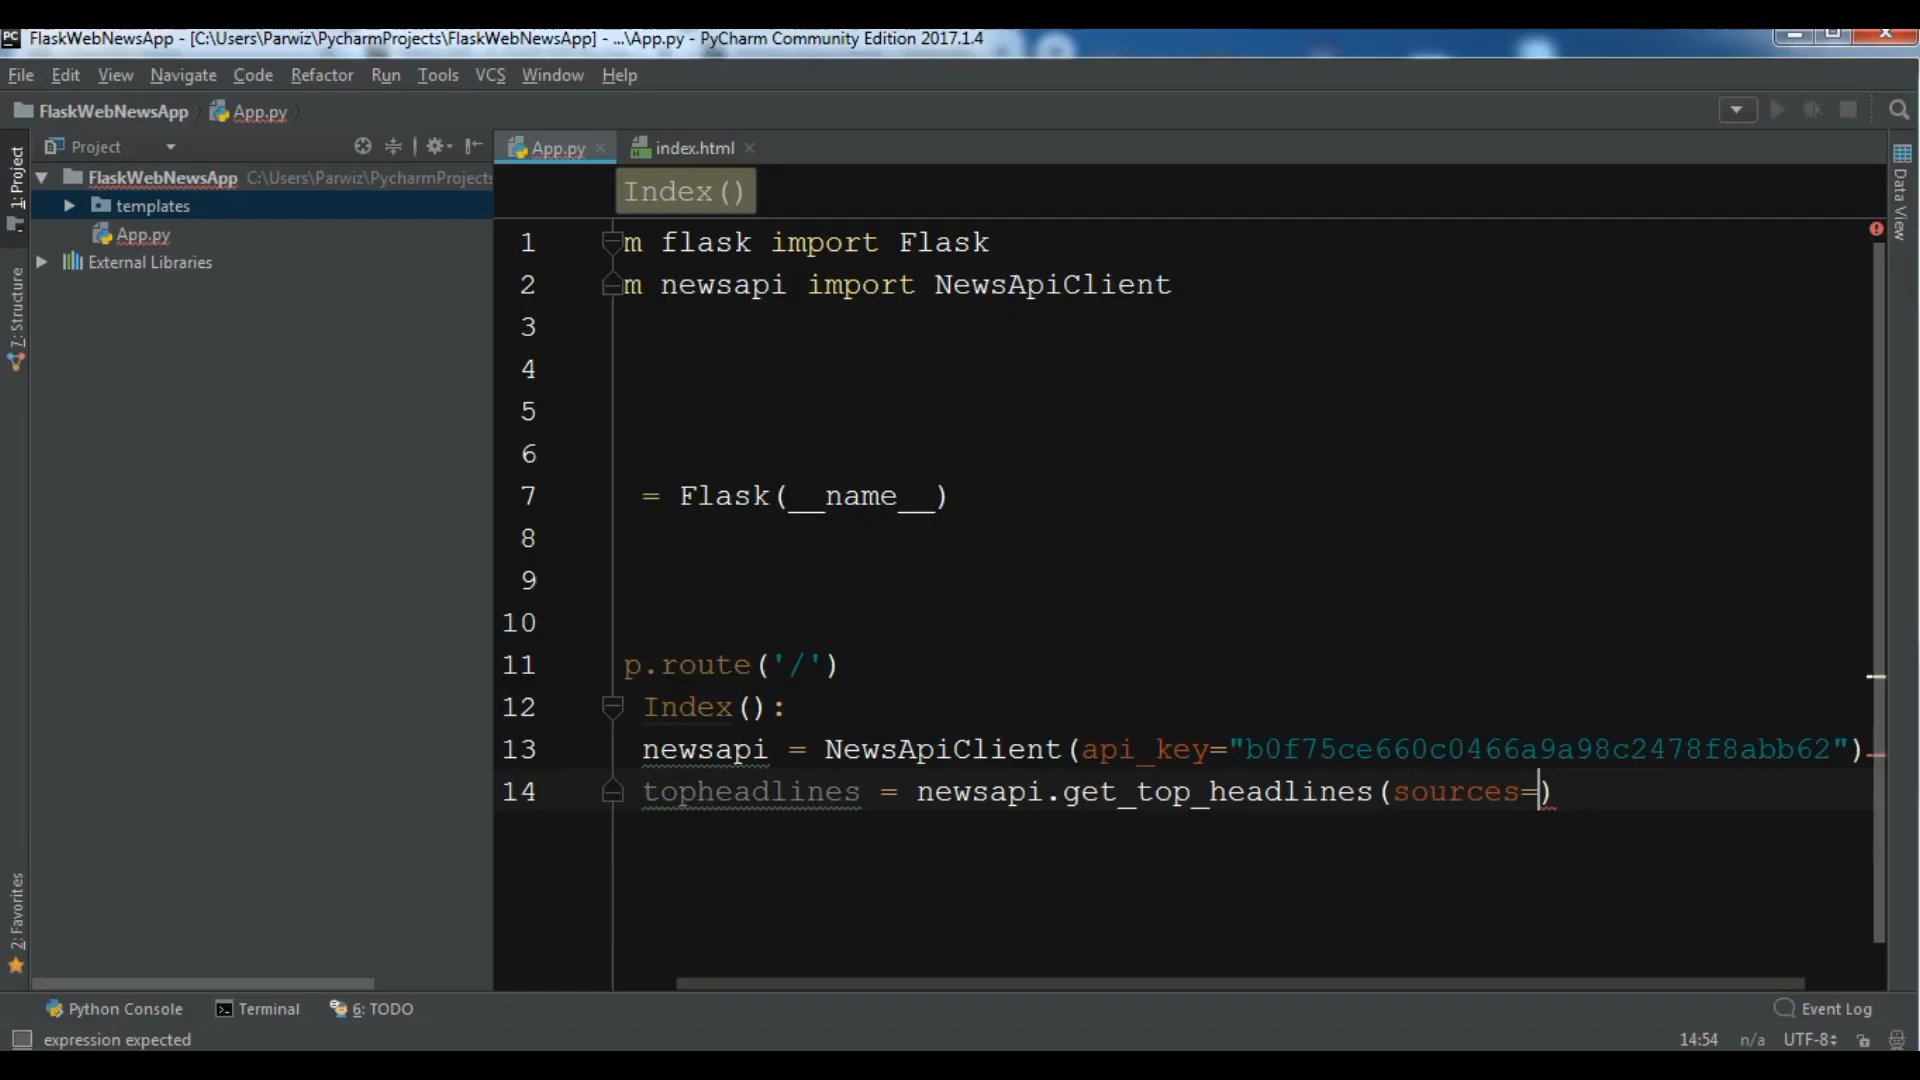 FlaskWebNewsApp - [C:\Users\Parwiz\PycharmProjects\FlaskWebNewsApp] - ...\App.py - PyCharm Community Edition 2017.1.4
File Edit View Navigate Code Refactor Run Tools VCS Window Help
FlaskWebNewsApp App.py
Project
App.py index.html
FlaskWebNewsApp C:\Users\Parwiz\PycharmProjects
templates
App.py
External Libraries
1: Project
7: Structure
2: Favorites
Data View
Index()
1 m flask import Flask
2 m newsapi import NewsApiClient
3
4
5
6
7 = Flask(__name__)
8
9
10
11 p.route('/')
12 Index():
13 newsapi = NewsApiClient(api_key="b0f75ce660c0466a9a98c2478f8abb62")
14 topheadlines = newsapi.get_top_headlines(sources=)
Python Console Terminal 6: TODO Event Log
expression expected 14:54 n/a UTF-8